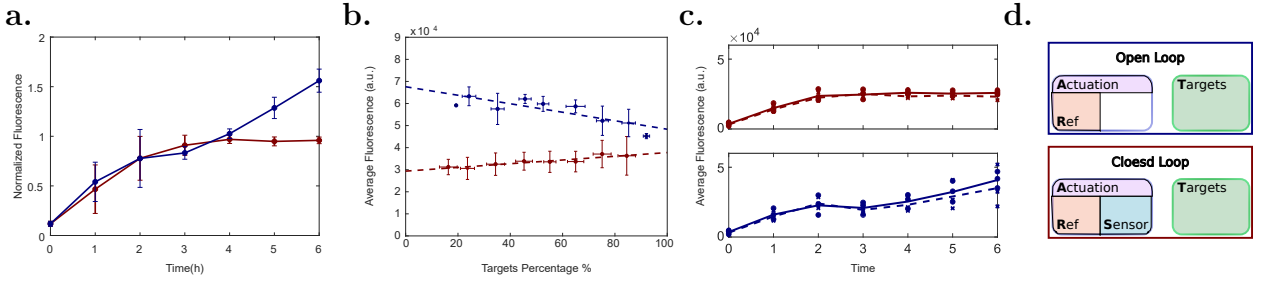 a.
Normalized Fluorescence
2
1.5
1
0.5
0
0
1
2
3
4
5
6
Time(h)
b.
Average Fluorescence (a.u.)
× 10 4
9
8
7
6
5
4
3
2
1
0
0
20
40
60
80
100
Targets Percentage %
c.
Average Fluorescence (a.u.)
×10⁴
5
0
5
0
0
1
2
3
4
5
6
Time
d.
Open Loop
Actuation
Ref
Targets
Cloesd Loop
Actuation
Ref
Sensor
Targets